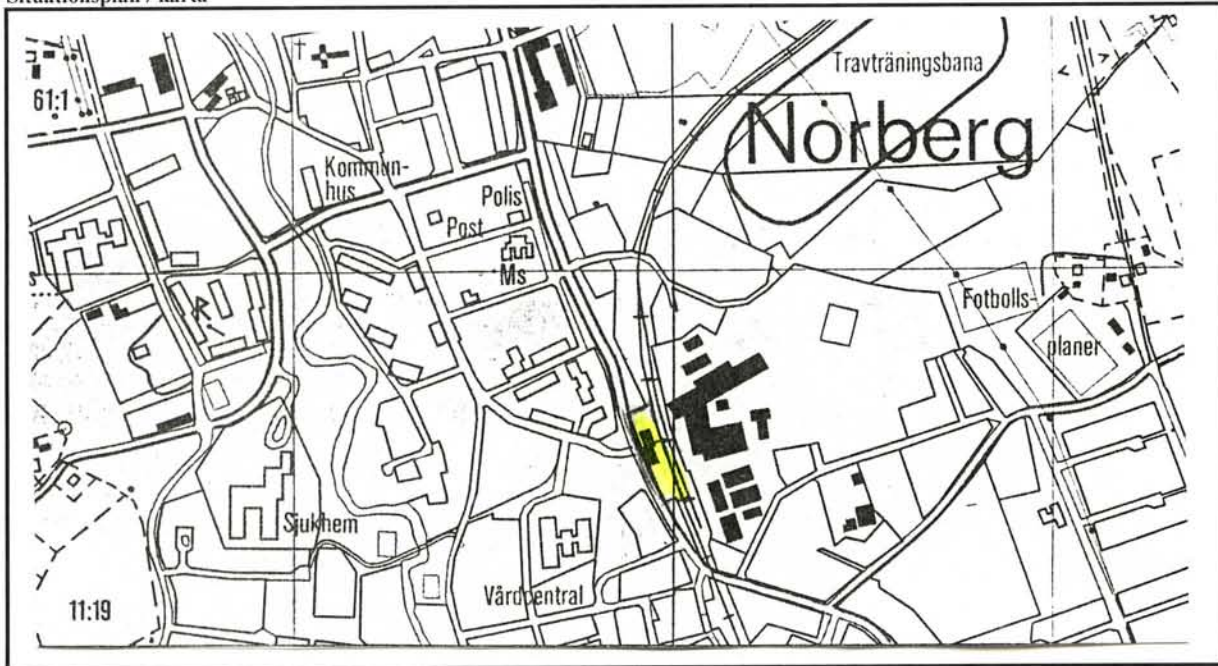 Situationsplan / karta
Travträningsbana
61:1
Norberg
Kommun-
hus
Polis
Post
Ms
R
Fotbolls-
planer
Sjukhem
11:19
Vårdcentral